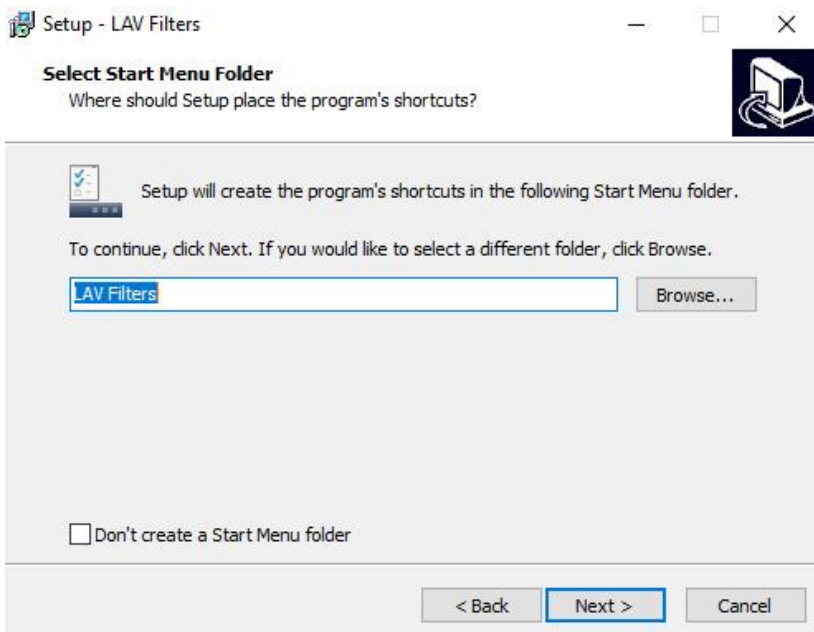 Setup - LAV Filters
Select Start Menu Folder
Where should Setup place the program's shortcuts?
Setup will create the program's shortcuts in the following Start Menu folder.
To continue, click Next. If you would like to select a different folder, click Browse.
LAV Filters
Browse...
Don't create a Start Menu folder
< Back
Next >
Cancel